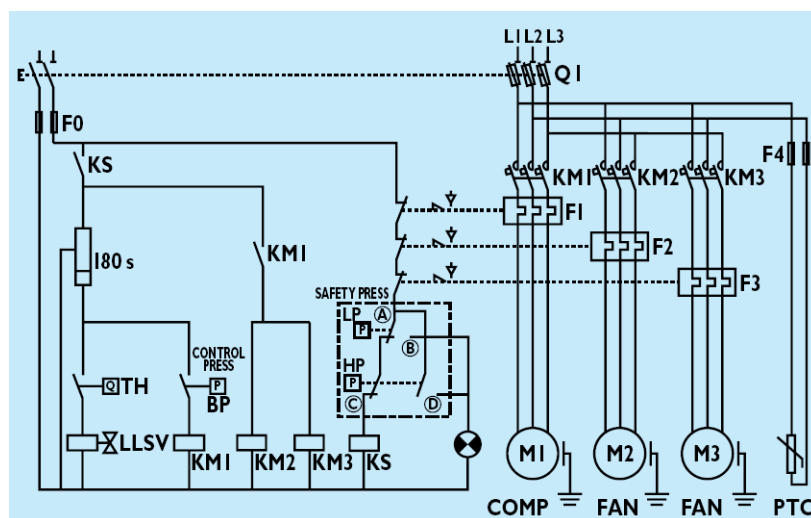 L1 L2 L3
Q1
F0
KS
F4
KM1 KM2 KM3
F1
KM1
F2
180 s
F3
SAFETY PRESS
LP
A
P
B
CONTROL
PRESS
HP
P
Q TH
P
BP
C D
LLSV
KM1 KM2 KM3 KS
M1 M2 M3
COMP FAN FAN PTC